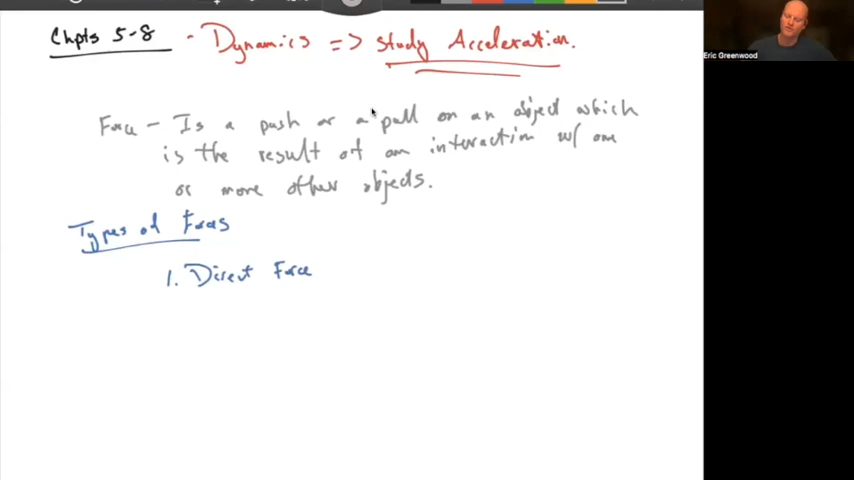 Chpts 5-8 - Dynamics => study Acceleration.
Force - Is a push or a pull on an object which
is the result of an interaction w/ one
or more other objects.
Types of Forces
1. Direct Force
Eric Greenwood